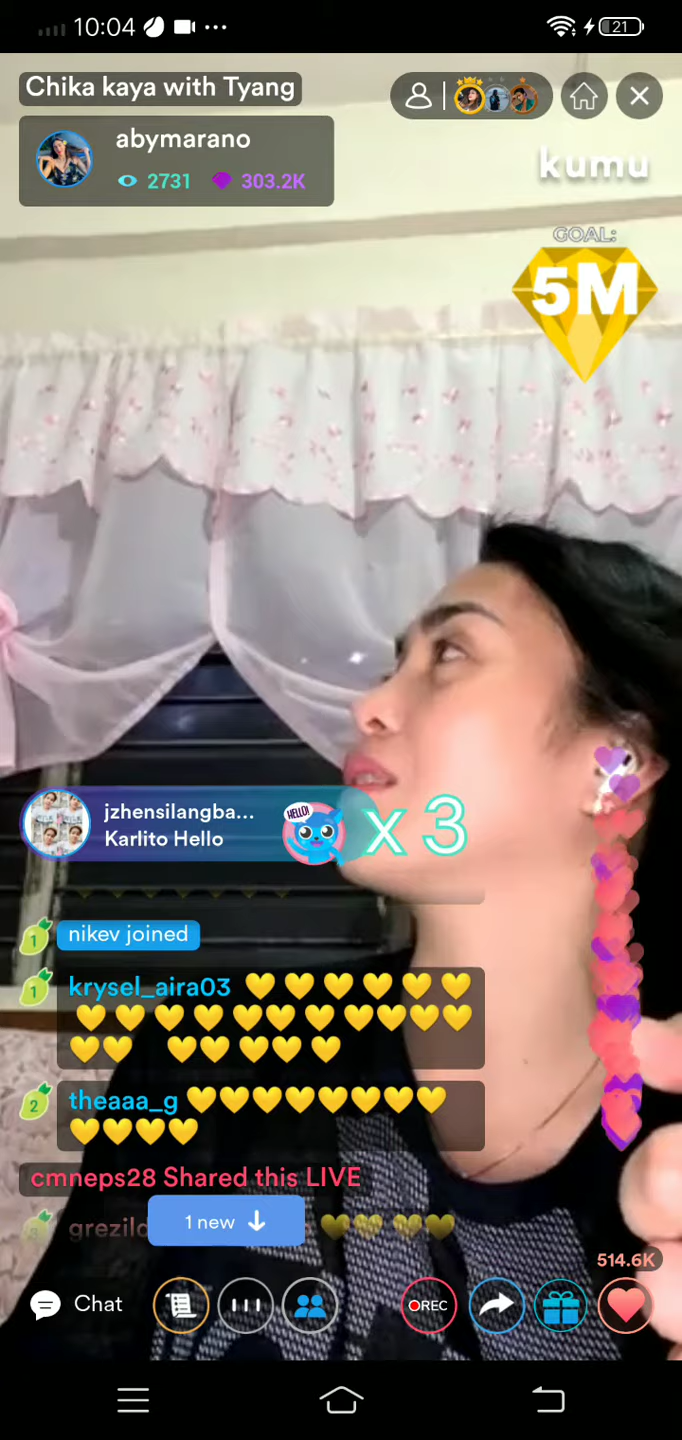 10:04
21
Chika kaya with Tyang
abymarano
2731 303.2K
kumu
GOAL:
5M
jzhensilangba...
Karlito Hello
HELLO!
x 3
1 nikev joined
1 krysel_aira03
2 theaaa_g
cmneps28 Shared this LIVE
1 new
514.6K
Chat
REC